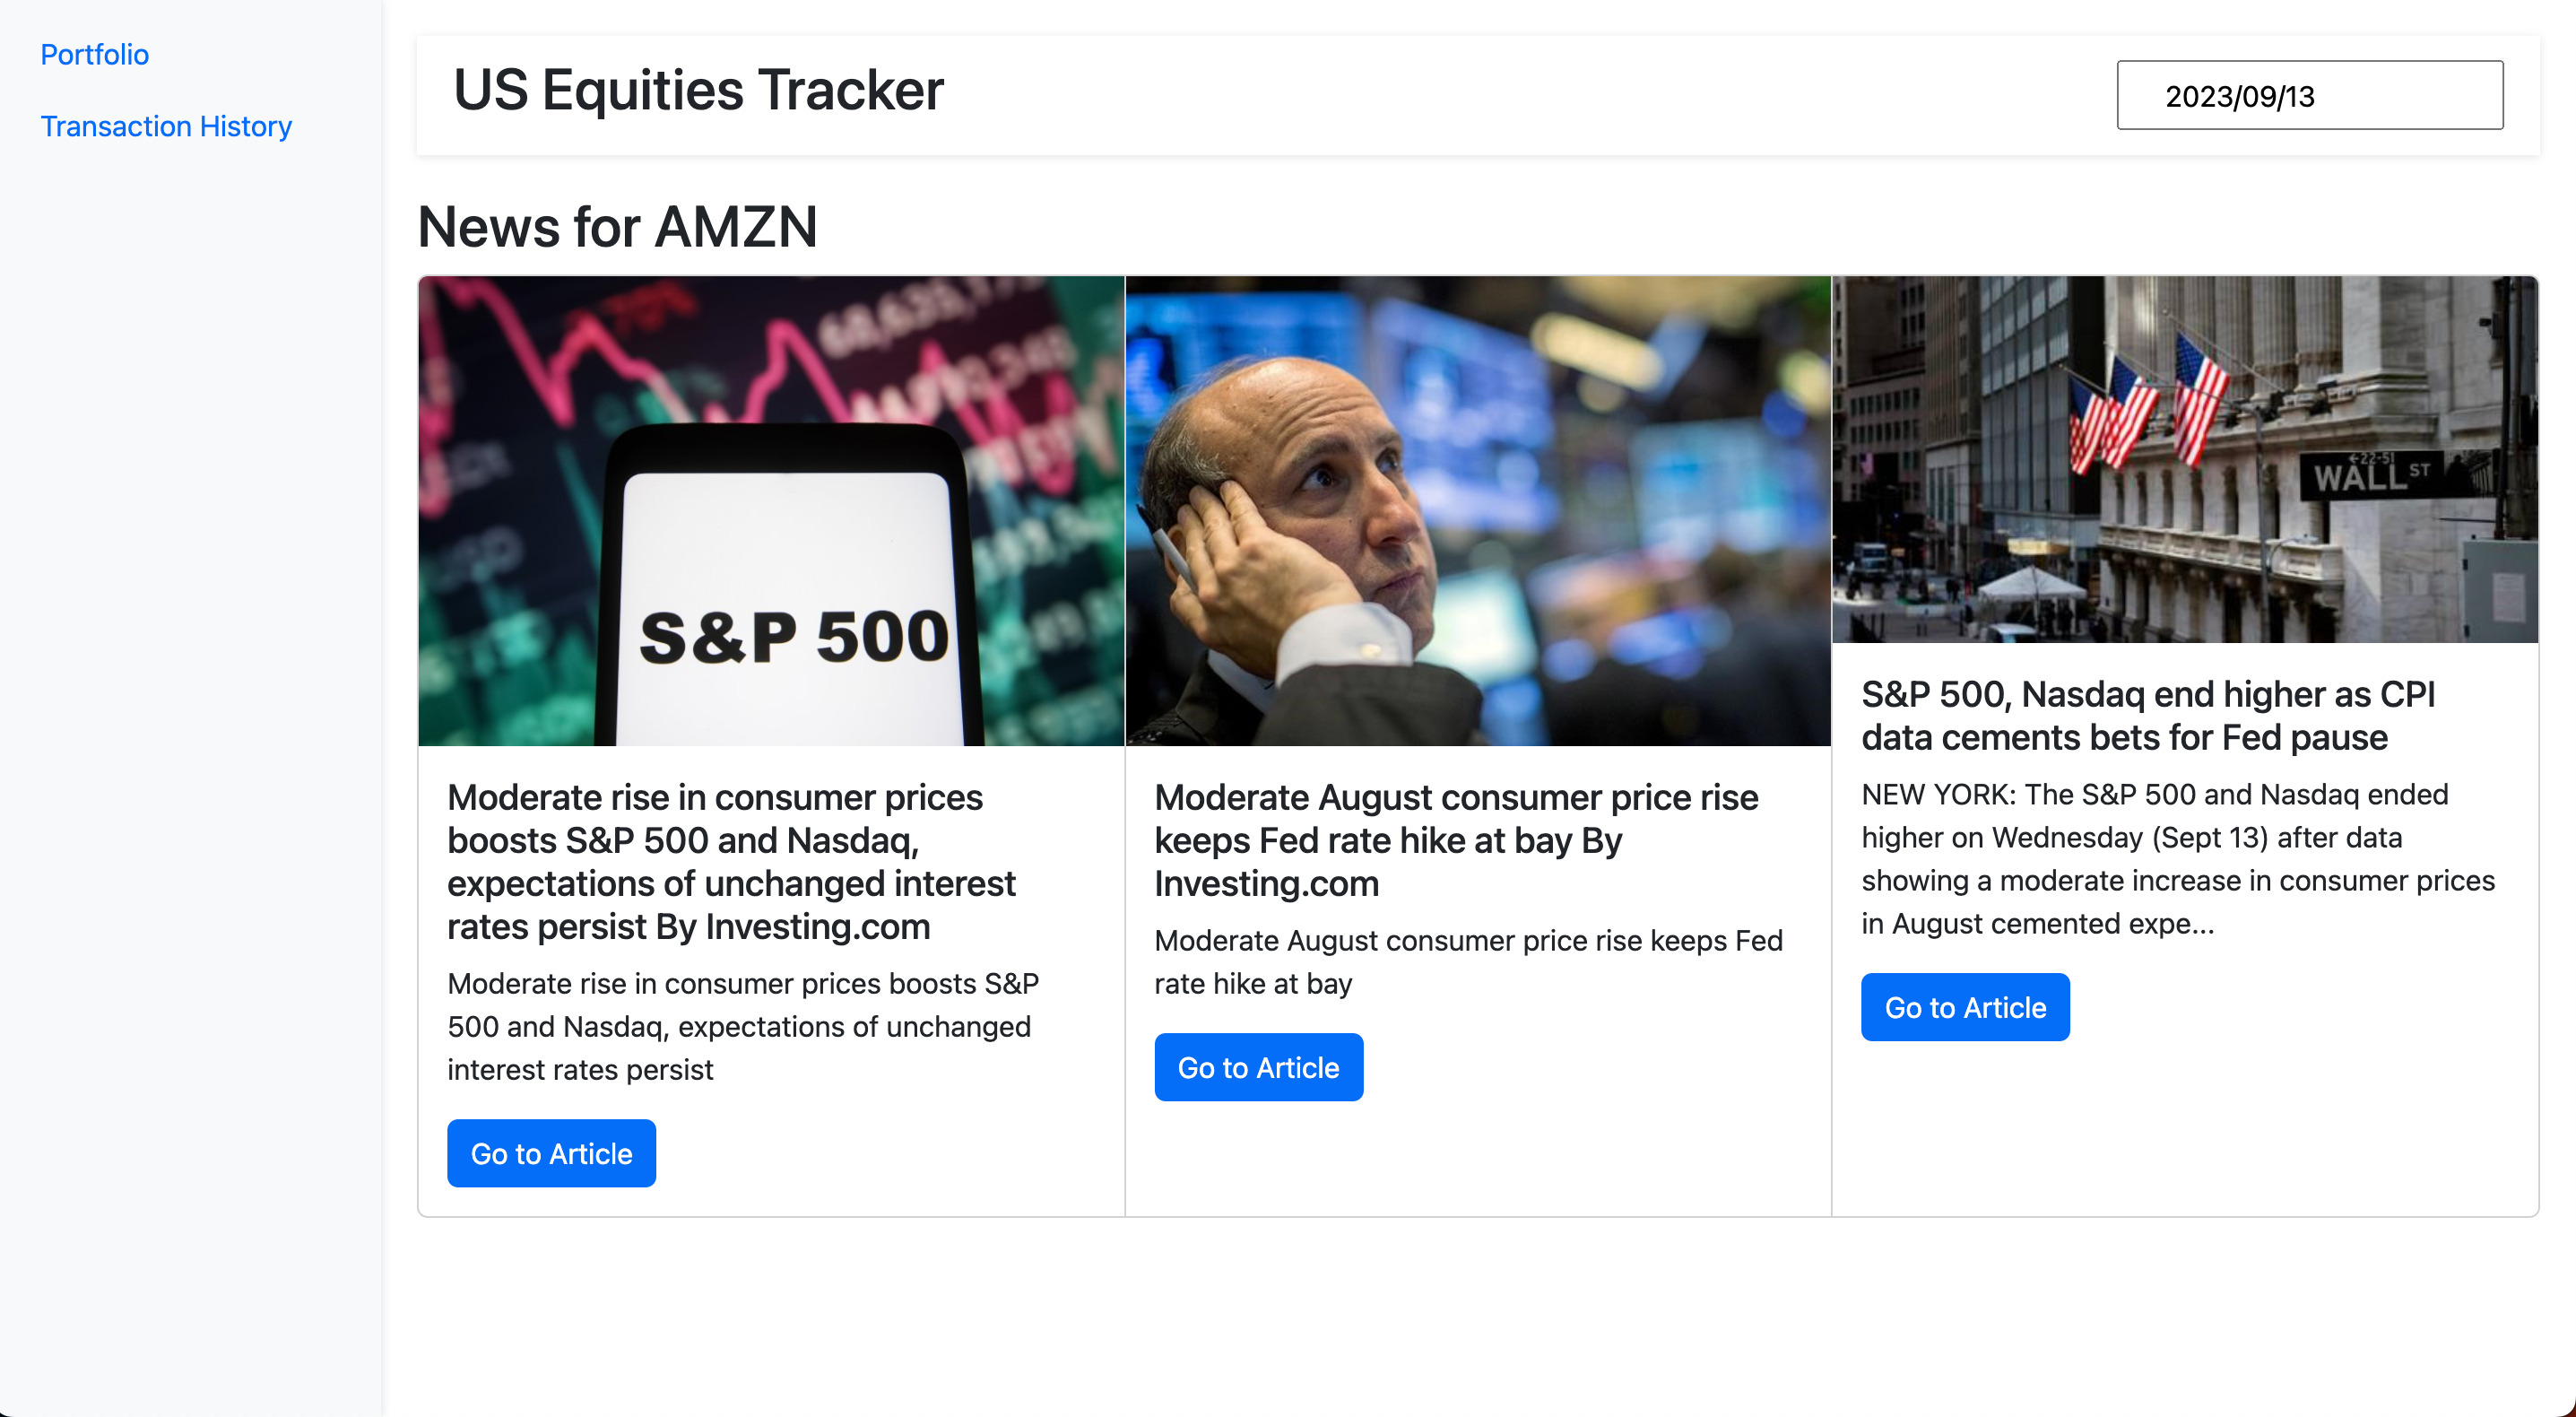 Portfolio
Transaction History
US Equities Tracker
2023/09/13
News for AMZN
S&P 500
WALL ST
Moderate rise in consumer prices
boosts S&P 500 and Nasdaq,
expectations of unchanged interest
rates persist By Investing.com
Moderate rise in consumer prices boosts S&P
500 and Nasdaq, expectations of unchanged
interest rates persist
Go to Article
Moderate August consumer price rise
keeps Fed rate hike at bay By
Investing.com
Moderate August consumer price rise keeps Fed
rate hike at bay
Go to Article
S&P 500, Nasdaq end higher as CPI
data cements bets for Fed pause
NEW YORK: The S&P 500 and Nasdaq ended
higher on Wednesday (Sept 13) after data
showing a moderate increase in consumer prices
in August cemented expe...
Go to Article